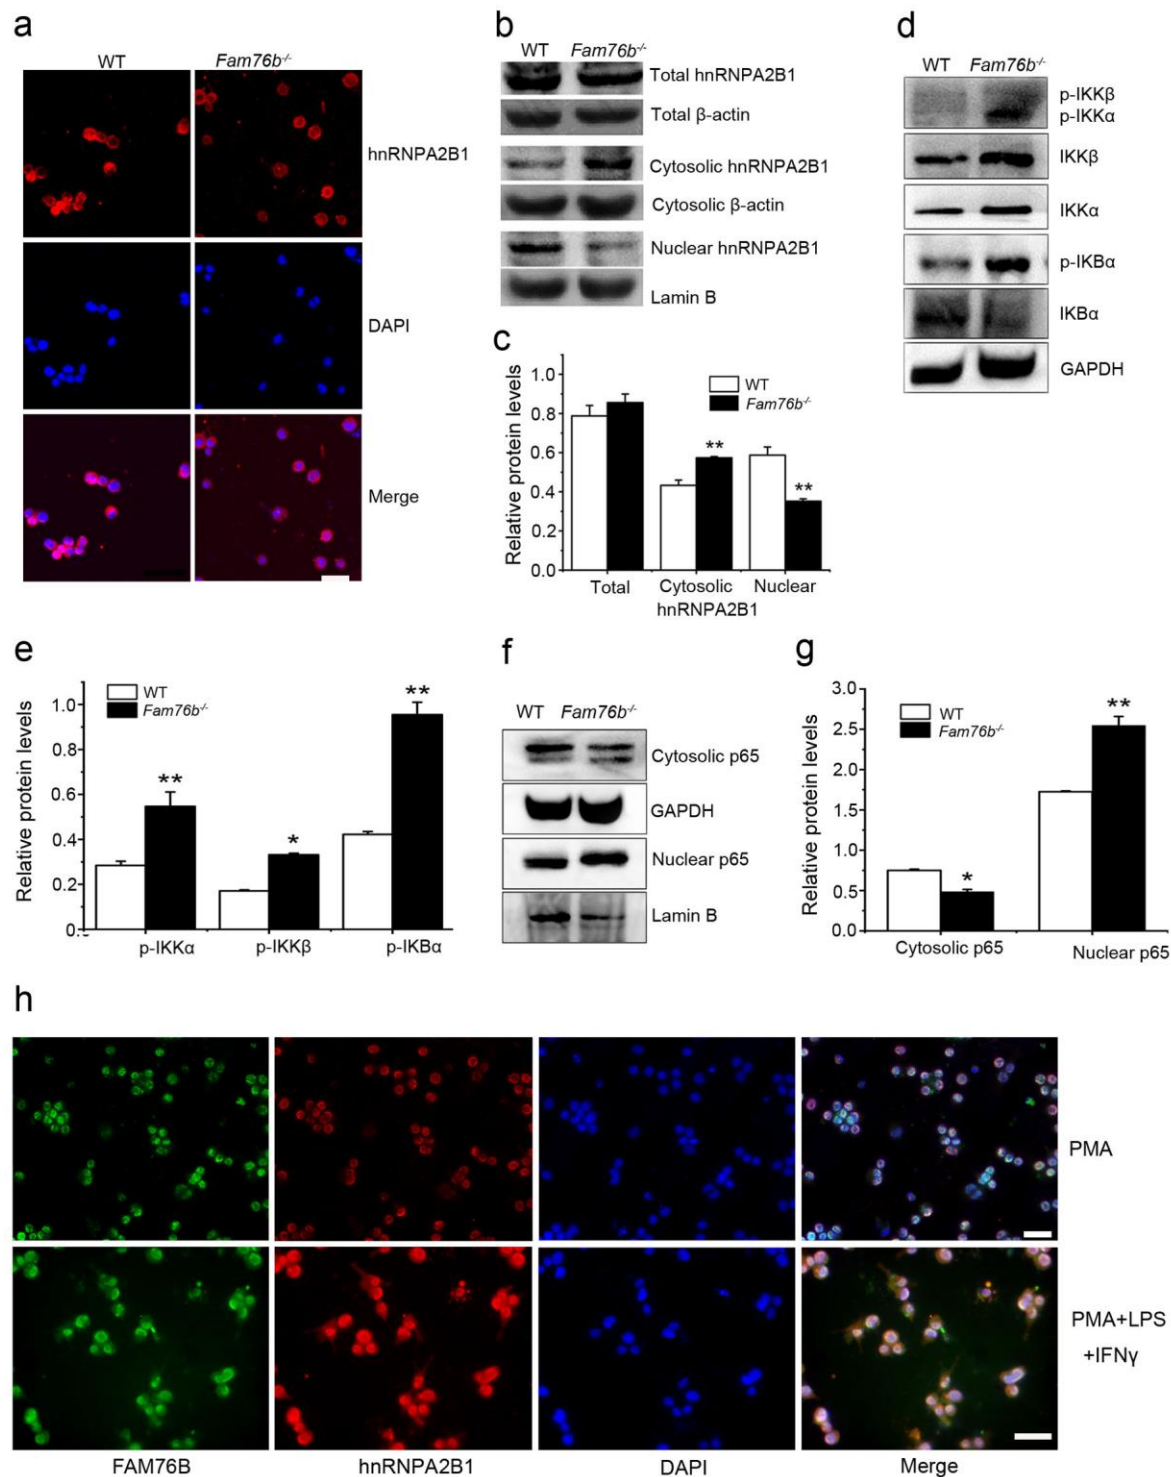 a
WT Fam76b-/-
hnRNPA2B1
DAPI
Merge
b
WT Fam76b-/-
Total hnRNPA2B1
Total β-actin
Cytosolic hnRNPA2B1
Cytosolic β-actin
Nuclear hnRNPA2B1
Lamin B
c
Relative protein levels
1.0
0.8
0.6
0.4
0.2
0.0
WT
Fam76b-/-
**
**
Total Cytosolic Nuclear
hnRNPA2B1
d
WT Fam76b-/-
p-IKKβ
p-IKKα
IKKβ
IKKα
p-IKBα
IKBα
GAPDH
e
Relative protein levels
1.0
0.8
0.6
0.4
0.2
WT
Fam76b-/-
**
*
**
p-IKKα p-IKKβ p-IKBα
f
WT Fam76b-/-
Cytosolic p65
GAPDH
Nuclear p65
Lamin B
g
Relative protein levels
3.0
2.5
2.0
1.5
1.0
0.5
0.0
WT
Fam76b-/-
*
**
Cytosolic p65 Nuclear p65
h
PMA
PMA+LPS
+IFNγ
FAM76B hnRNPA2B1 DAPI Merge